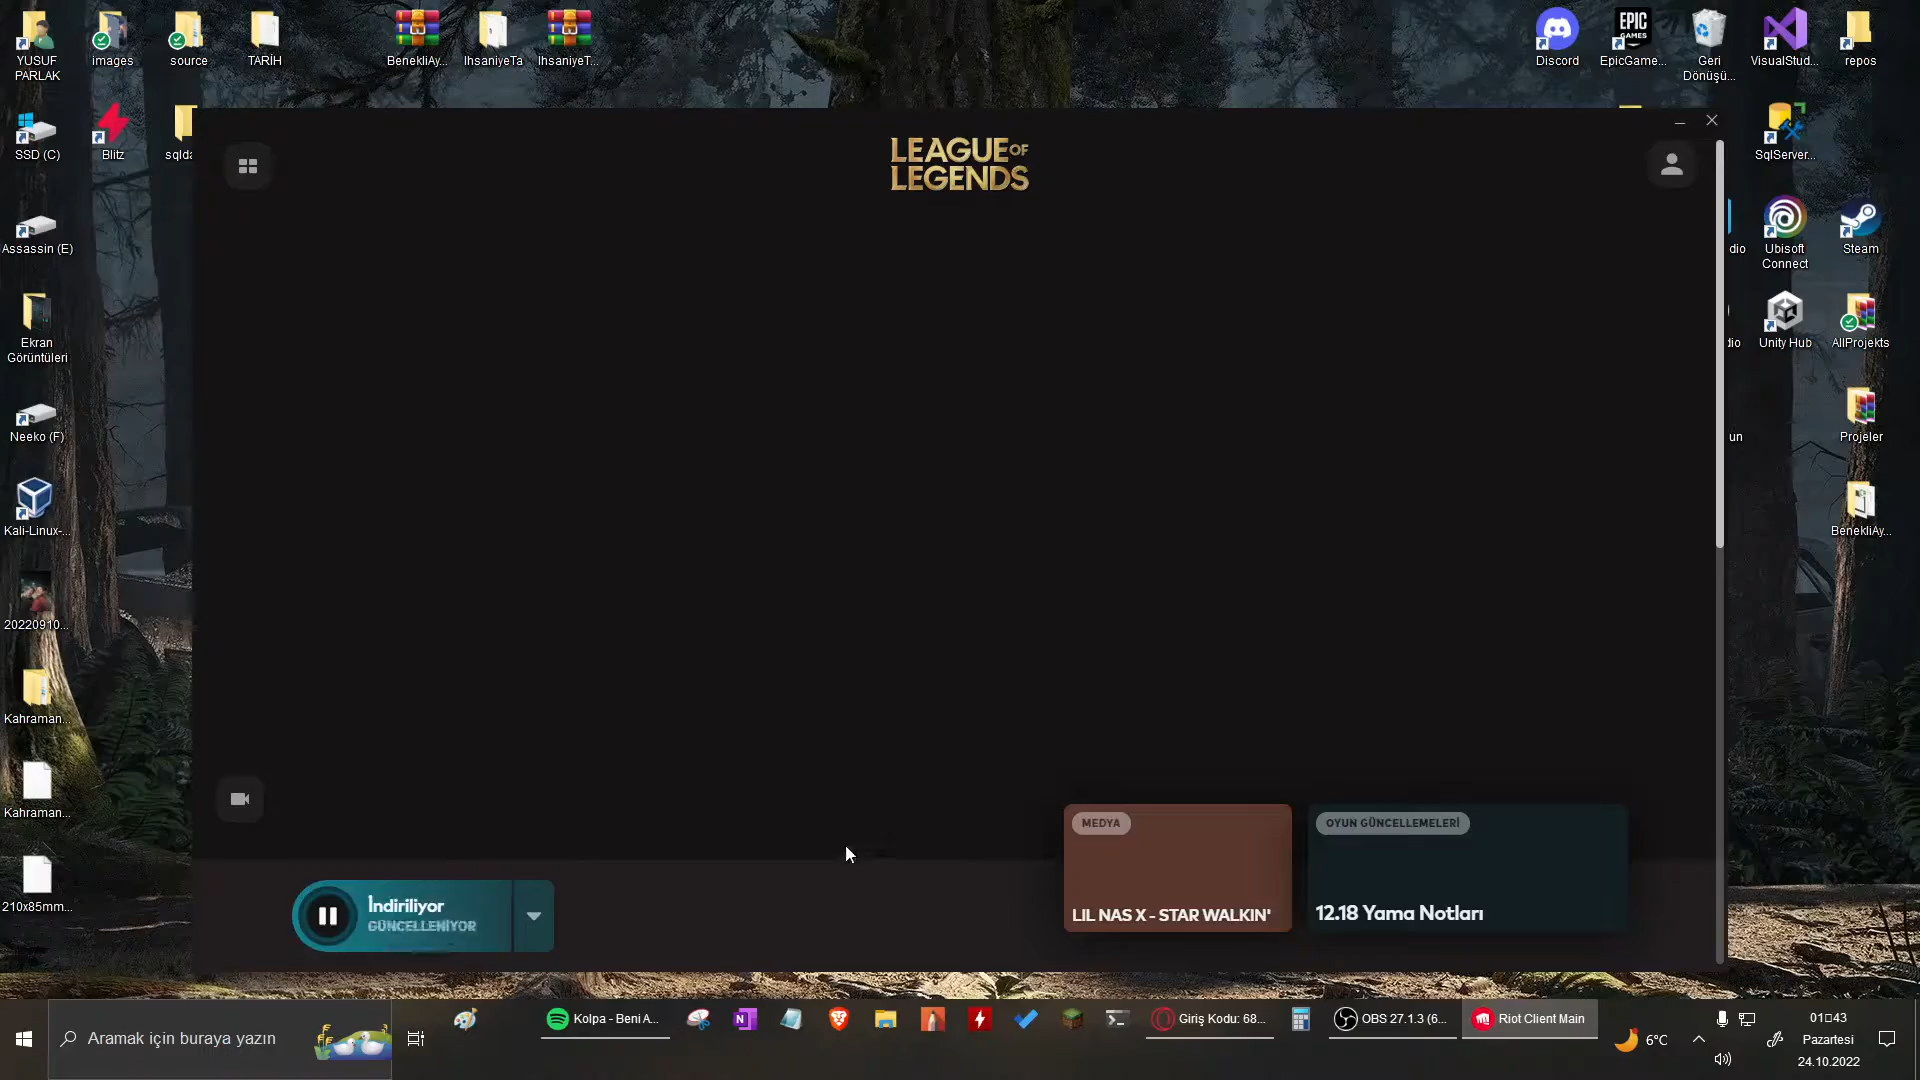 YUSUF
PARLAK
images
source
TARİH
BenekliAy...
IhsaniyeTa
IhsaniyeT...
Discord
EPIC
GAMES
EpicGame...
Geri
Dönüşü...
VisualStud...
repos
SSD (C)
Blitz
sqlda
LEAGUE OF
LEGENDS
SqlServer...
Assassin (E)
dio
Ubisoft
Connect
Steam
Ekran
Görüntüleri
dio
Unity Hub
AllProjekts
Neeko (F)
un
Projeler
Kali-Linux-...
BenekliAy...
20220910...
Kahraman...
Kahraman...
210x85mm...
MEDYA
LIL NAS X - STAR WALKIN'
OYUN GÜNCELLEMELERİ
12.18 Yama Notları
İndiriliyor
GÜNCELLENİYOR
Aramak için buraya yazın
Kolpa - Beni A...
Giriş Kodu: 68...
OBS 27.1.3 (6...
Riot Client Main
6°C
01□43
Pazartesi
24.10.2022